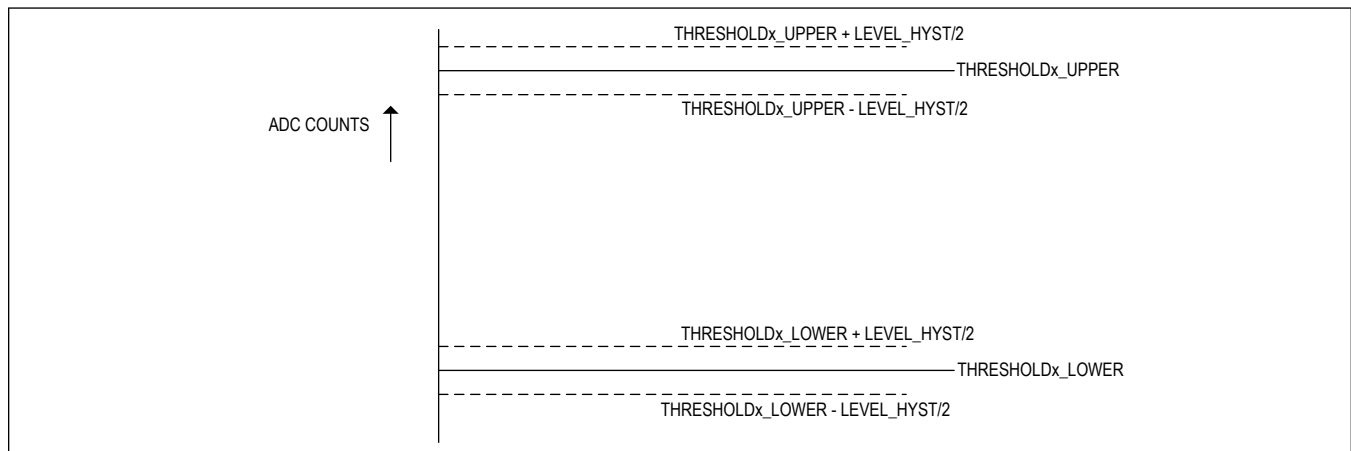 THRESHOLDx_UPPER + LEVEL_HYST/2
THRESHOLDx_UPPER
THRESHOLDx_UPPER - LEVEL_HYST/2
ADC COUNTS
THRESHOLDx_LOWER + LEVEL_HYST/2
THRESHOLDx_LOWER
THRESHOLDx_LOWER - LEVEL_HYST/2